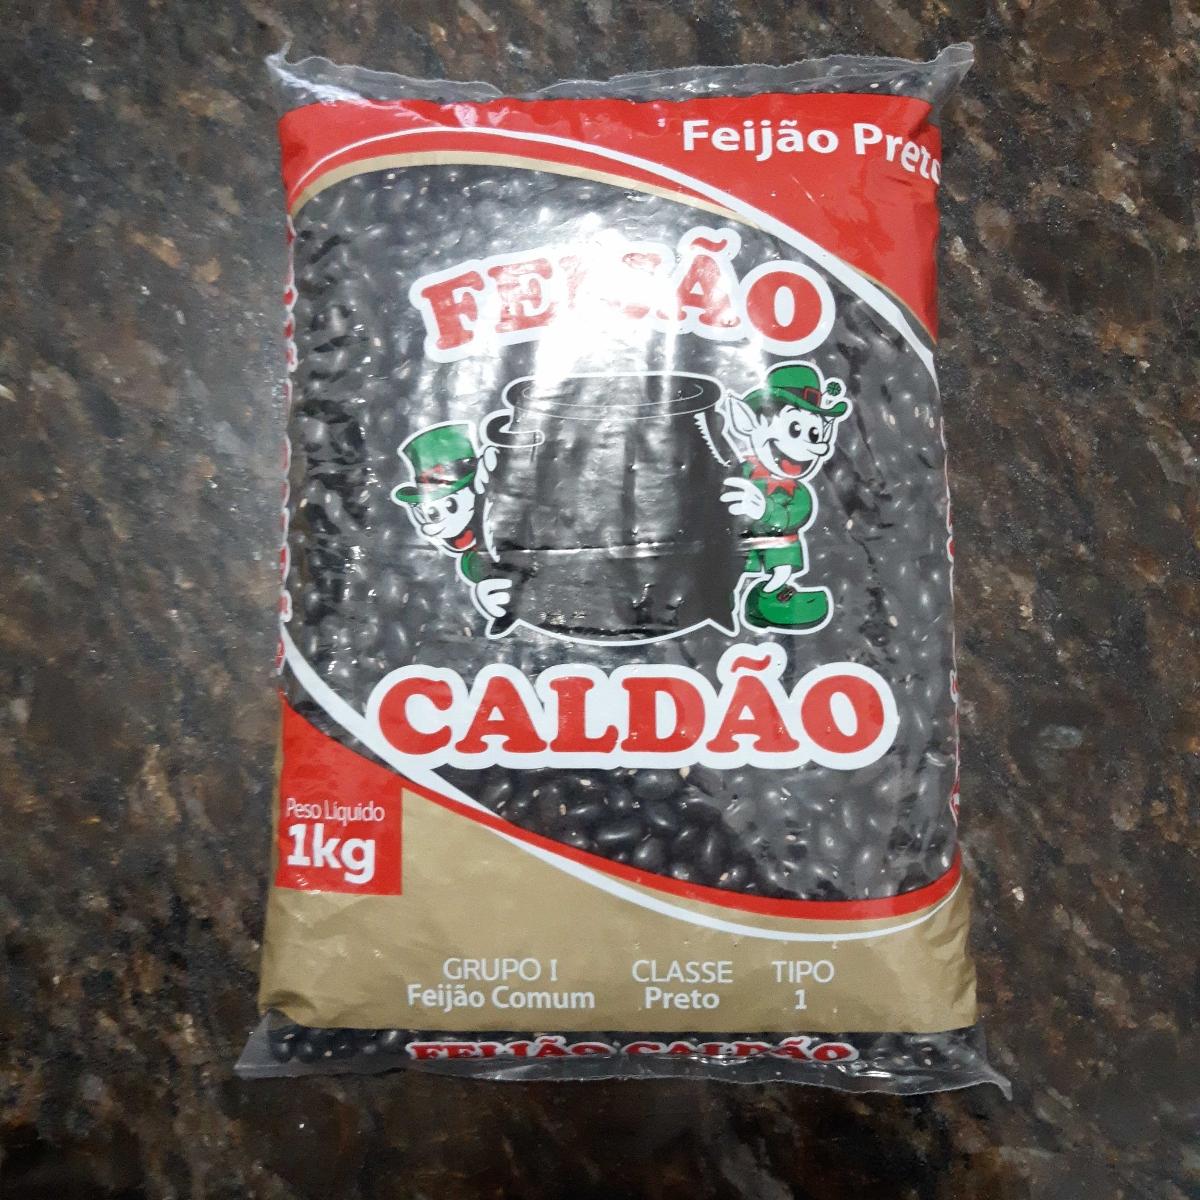 Feijão Preto
FEIJÃO
CALDÃO
Peso Líquido
1kg
GRUPO I
Feijão Comum
CLASSE
Preto
TIPO
1
FEIJÃO CALDÃO